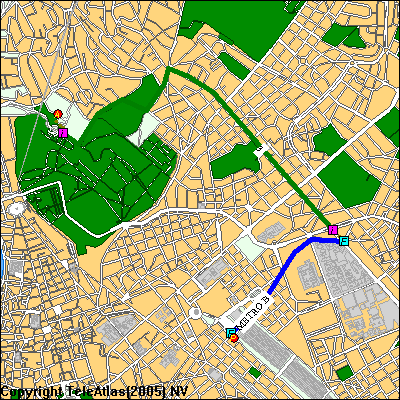 METRO B
Copyright TeleAtlas(2005) NV